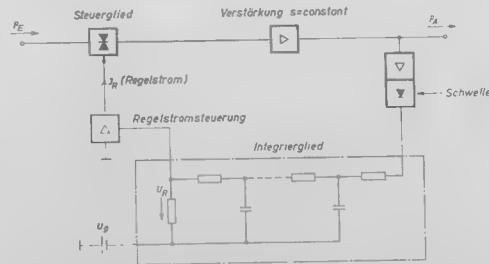 Steuerglied
Verstärkung s=constant
P_E
P_A
J_R (Regelstrom)
Schwelle
Regelstromsteuerung
Integrierglied
U_R
U_g